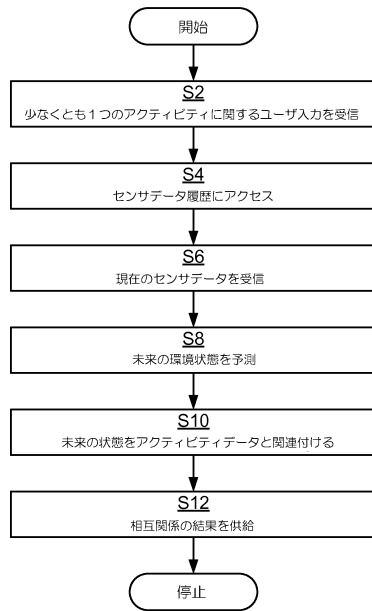 開始
S2
少なくとも1つのアクティビティに関するユーザ入力を受信
S4
センサデータ履歴にアクセス
S6
現在のセンサデータを受信
S8
未来の環境状態を予測
S10
未来の状態をアクティビティデータと関連付ける
S12
相互関係の結果を供給
停止